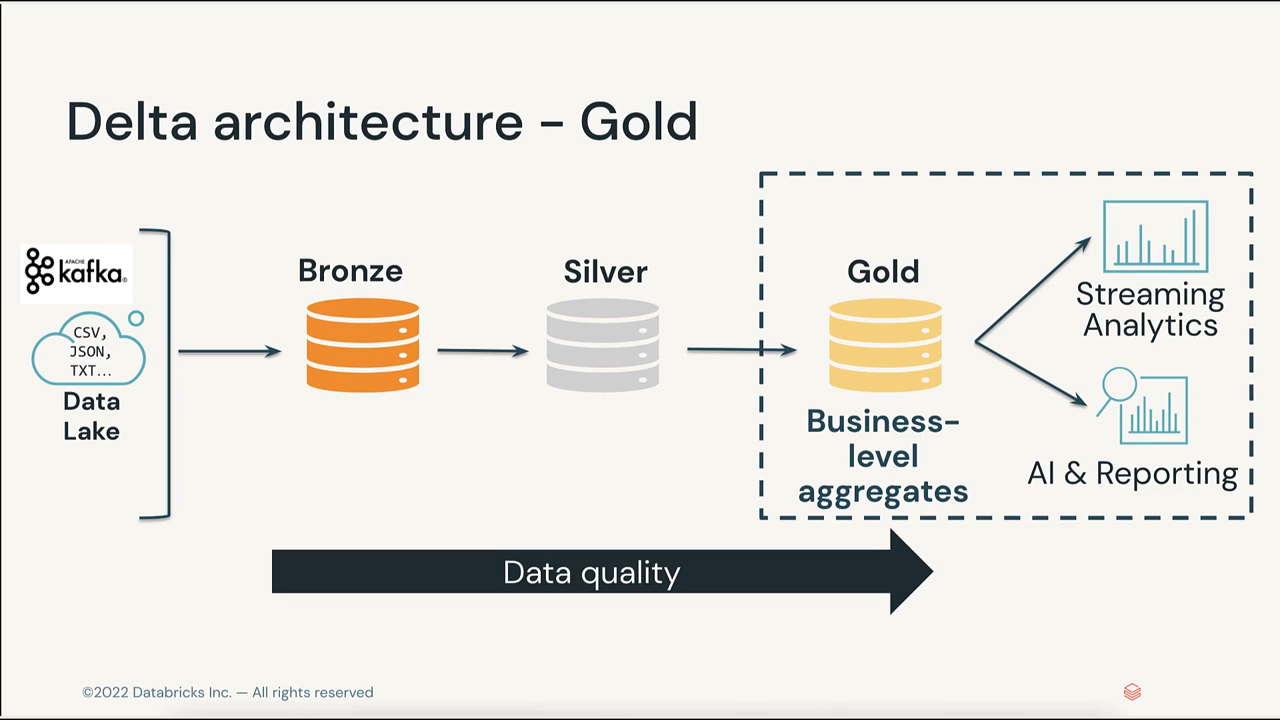 Delta architecture - Gold
APACHE
kafka®
CSV,
JSON,
TXT...
Data
Lake
Bronze
Silver
Gold
Business-
level
aggregates
Streaming
Analytics
AI & Reporting
Data quality
©2022 Databricks Inc. — All rights reserved